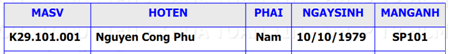 MASV HOTEN PHAI NGAYSINH MANGANH
K29.101.001 Nguyen Cong Phu Nam 10/10/1979 SP101